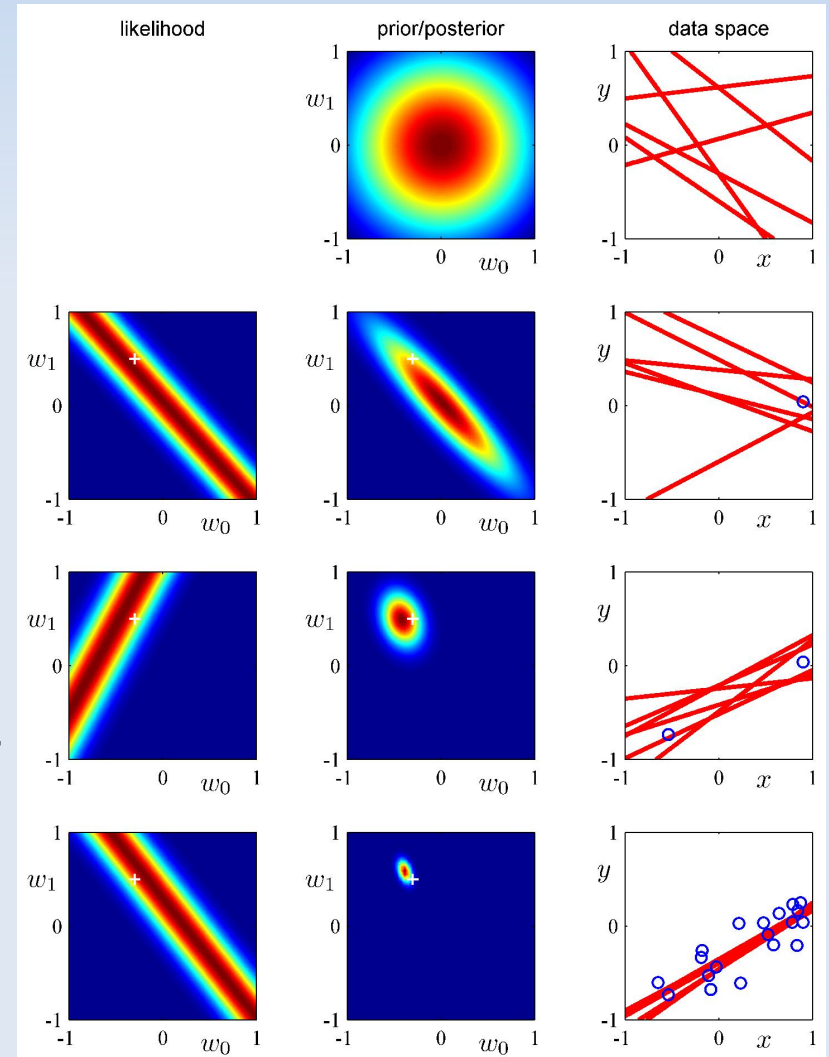 likelihood prior/posterior data space
1 1
w₁ y
0 0
-1 -1
-1 0 w₀ 1 -1 0 x 1
1 1 1
w₁ w₁ y
0 0 0
-1 -1 -1
-1 0 w₀ 1 -1 0 w₀ 1 -1 0 x 1
1 1 1
w₁ w₁ y
0 0 0
-1 -1 -1
-1 0 w₀ 1 -1 0 w₀ 1 -1 0 x 1
1 1 1
w₁ w₁ y
0 0 0
-1 -1 -1
-1 0 w₀ 1 -1 0 w₀ 1 -1 0 x 1